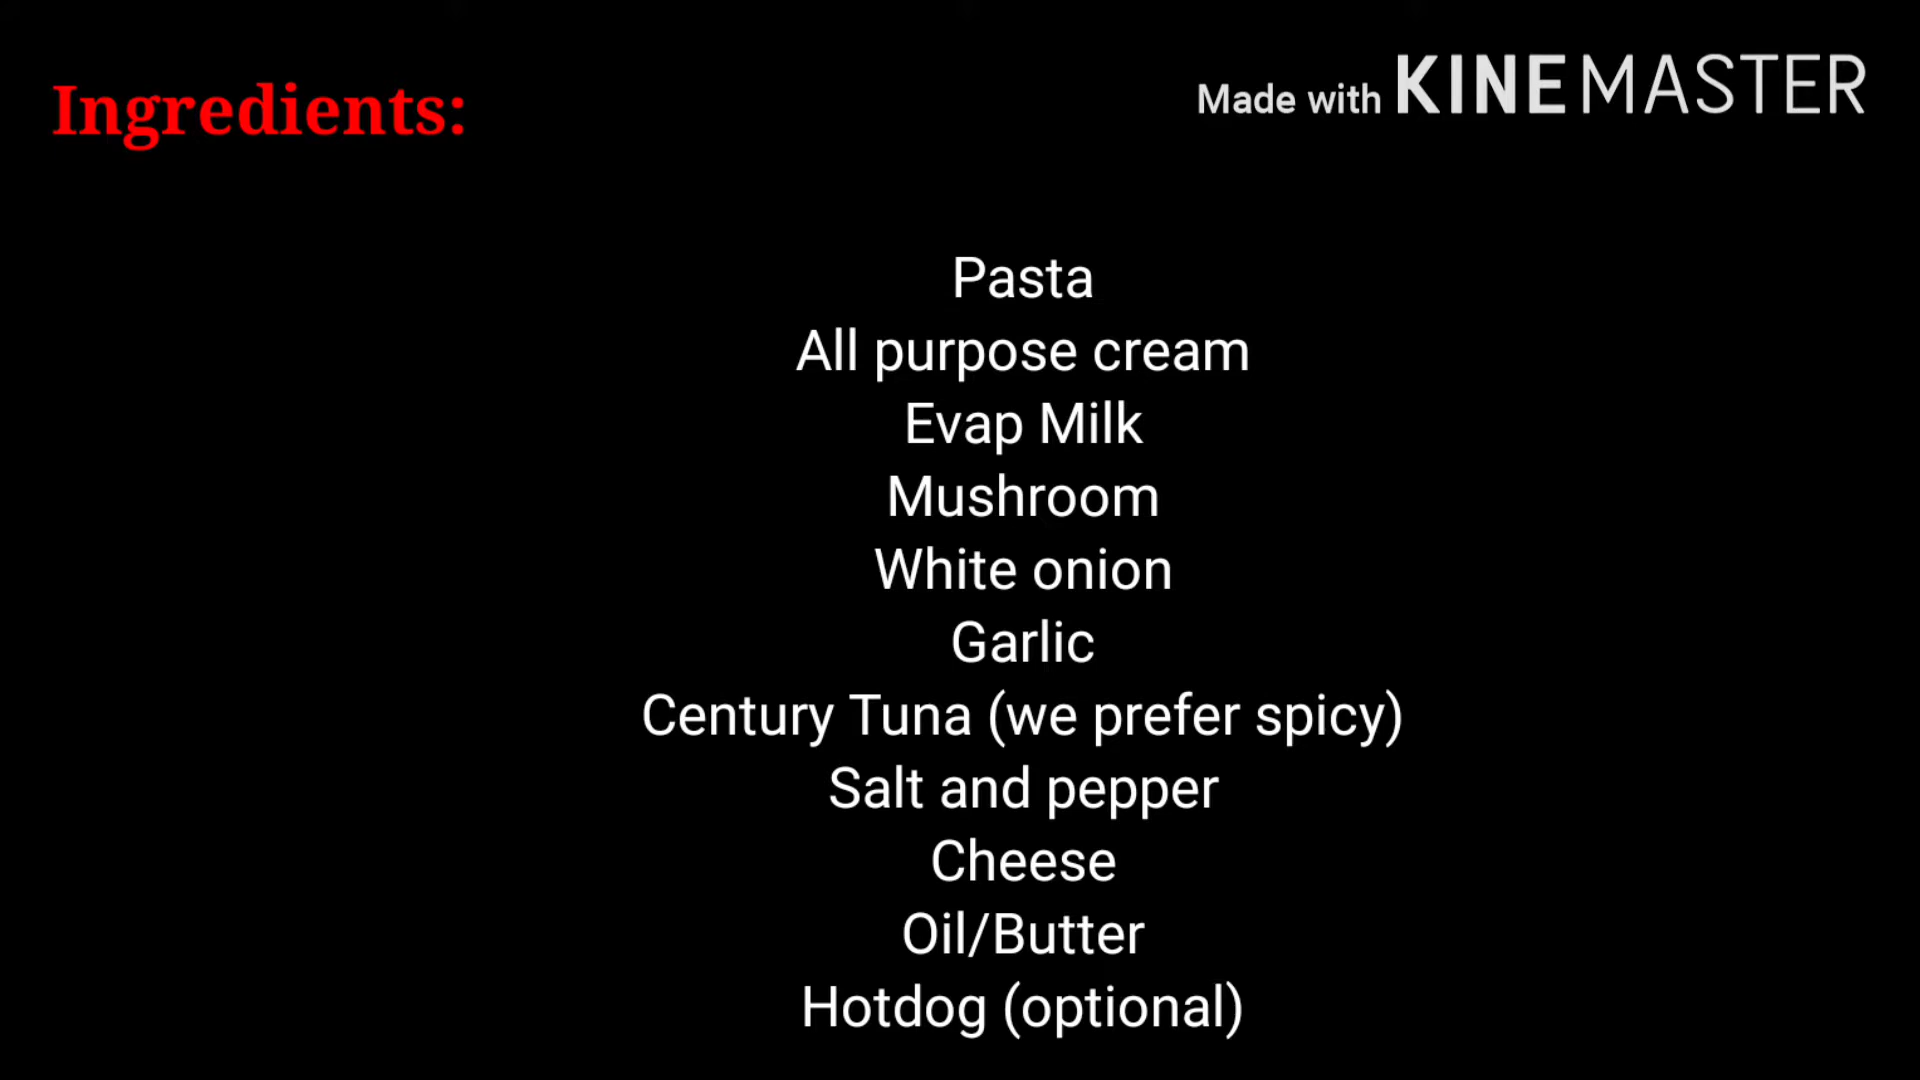 Ingredients:
Made with KINEMASTER
Pasta
All purpose cream
Evap Milk
Mushroom
White onion
Garlic
Century Tuna (we prefer spicy)
Salt and pepper
Cheese
Oil/Butter
Hotdog (optional)